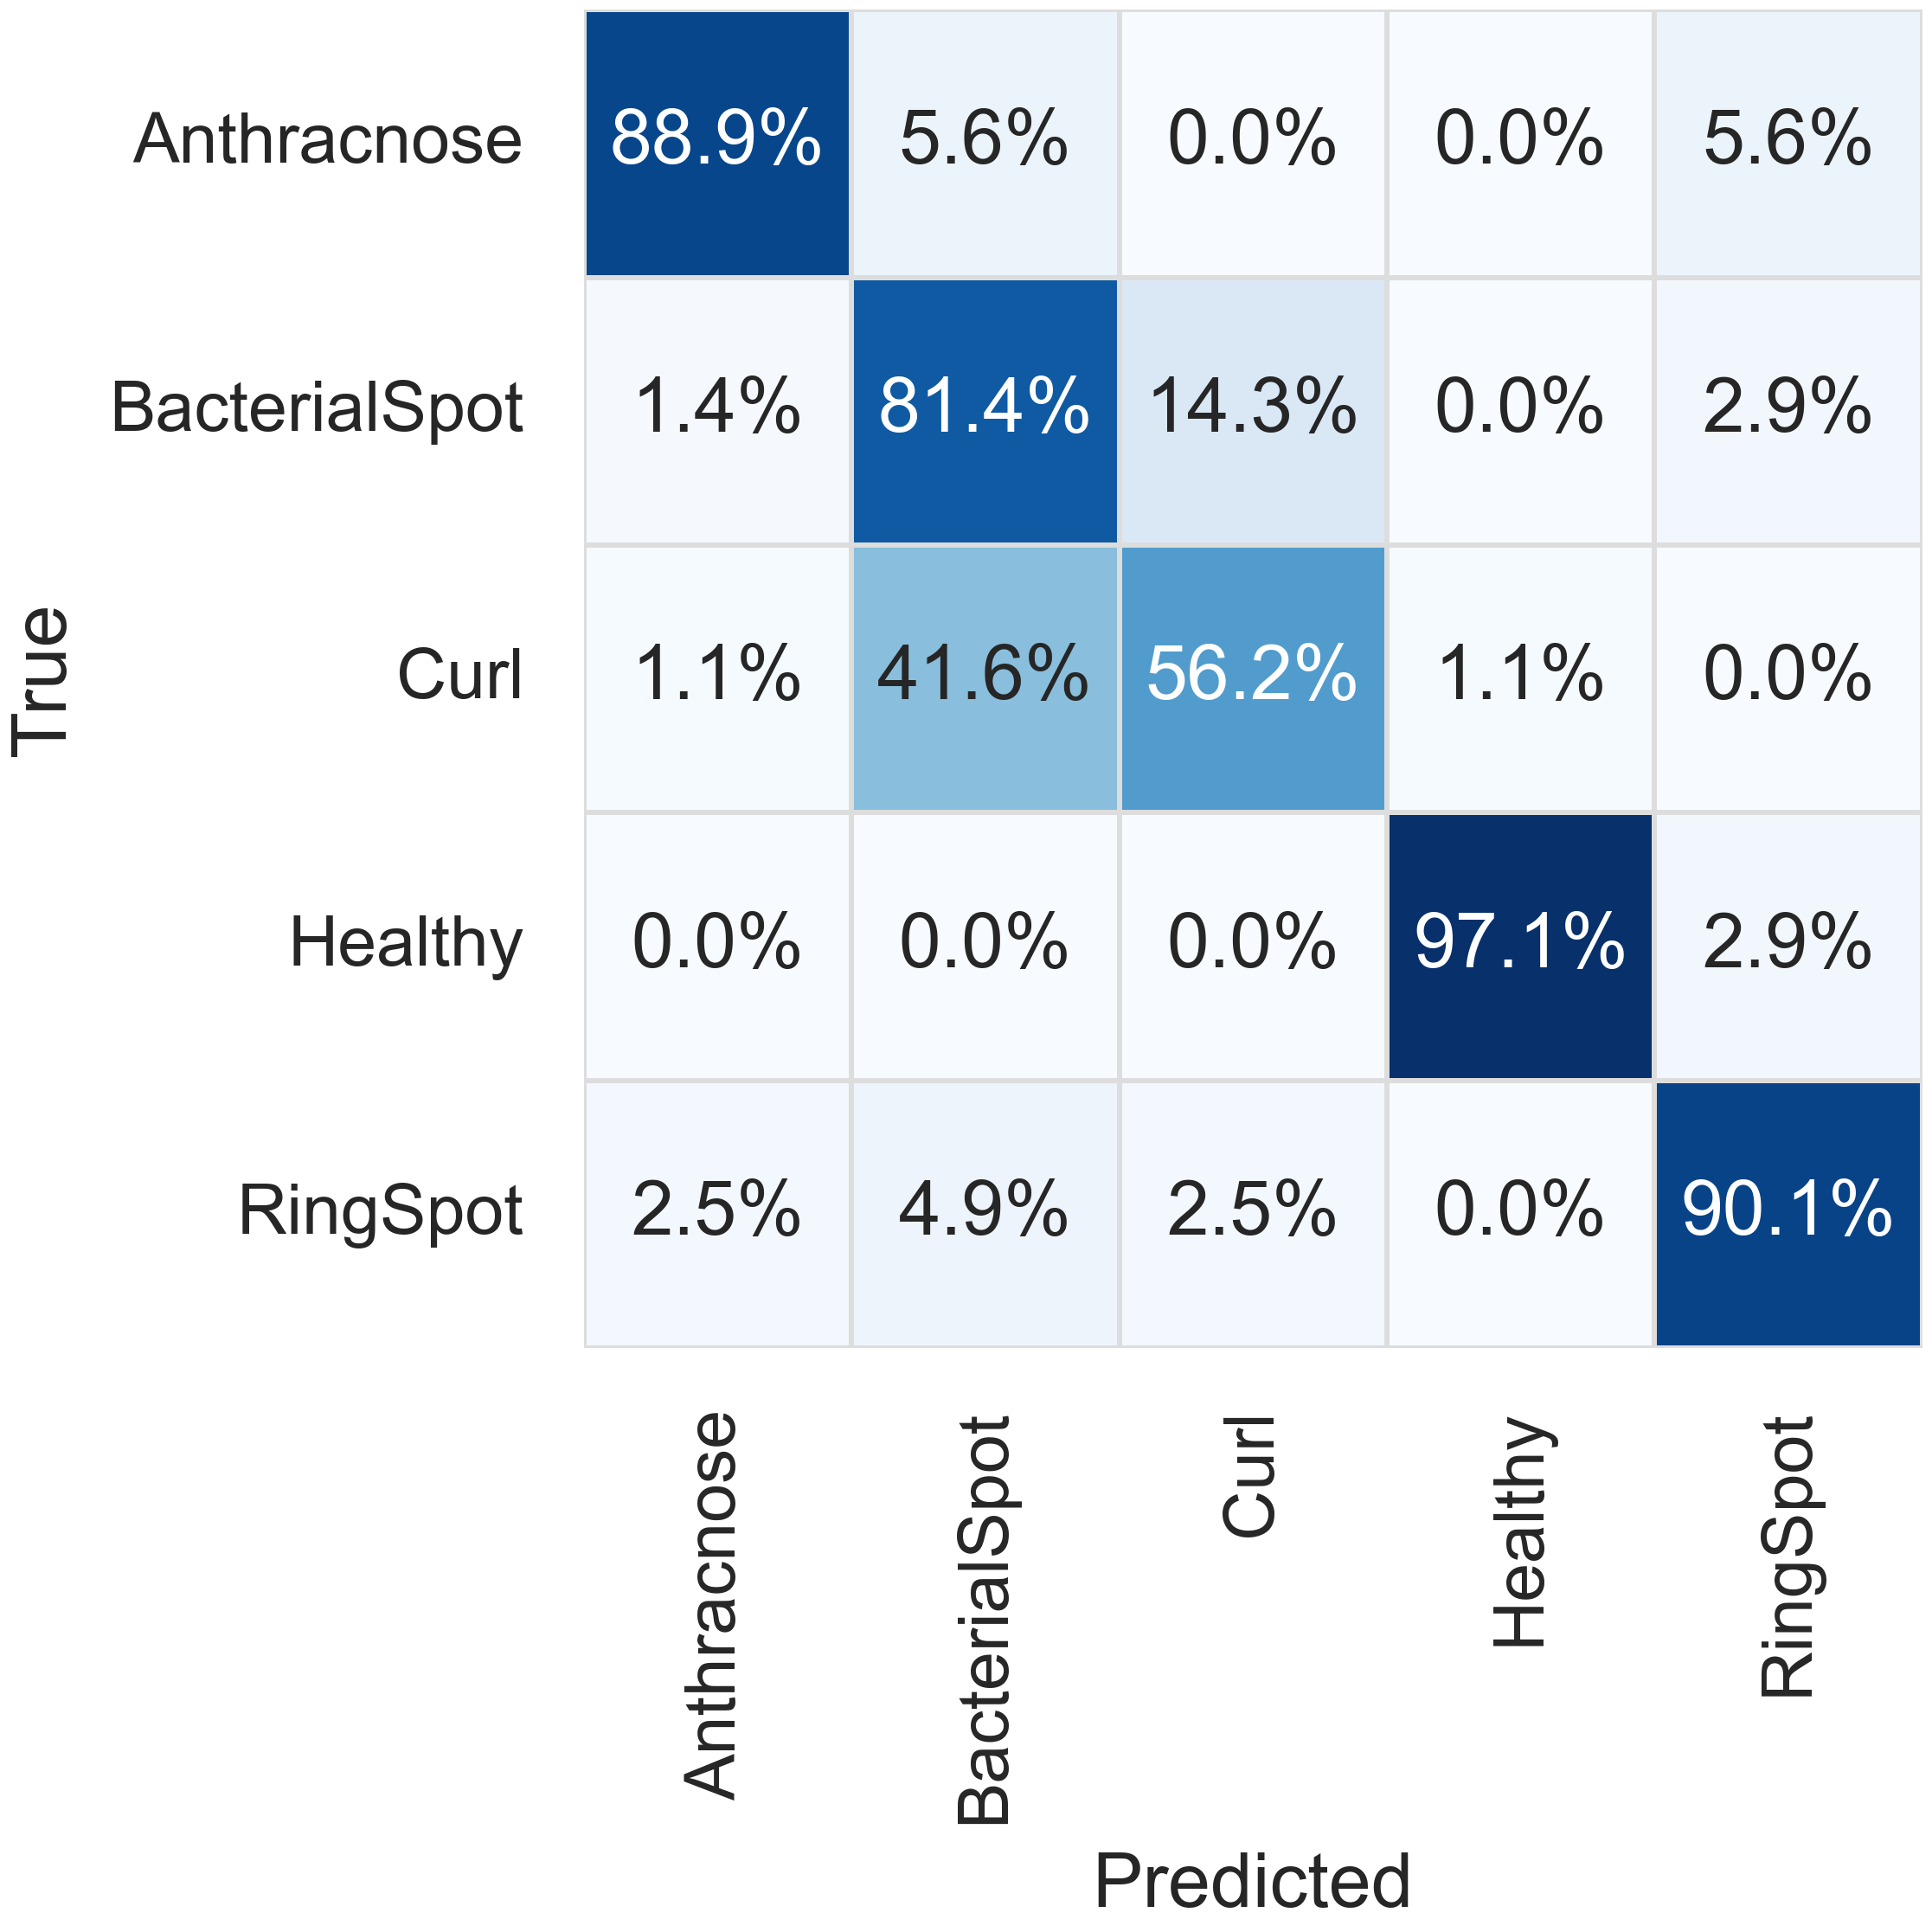 Anthracnose 88.9% 5.6% 0.0% 0.0% 5.6%
BacterialSpot 1.4% 81.4% 14.3% 0.0% 2.9%
True
Curl 1.1% 41.6% 56.2% 1.1% 0.0%
Healthy 0.0% 0.0% 0.0% 97.1% 2.9%
RingSpot 2.5% 4.9% 2.5% 0.0% 90.1%
Anthracnose
BacterialSpot
Curl
Healthy
RingSpot
Predicted